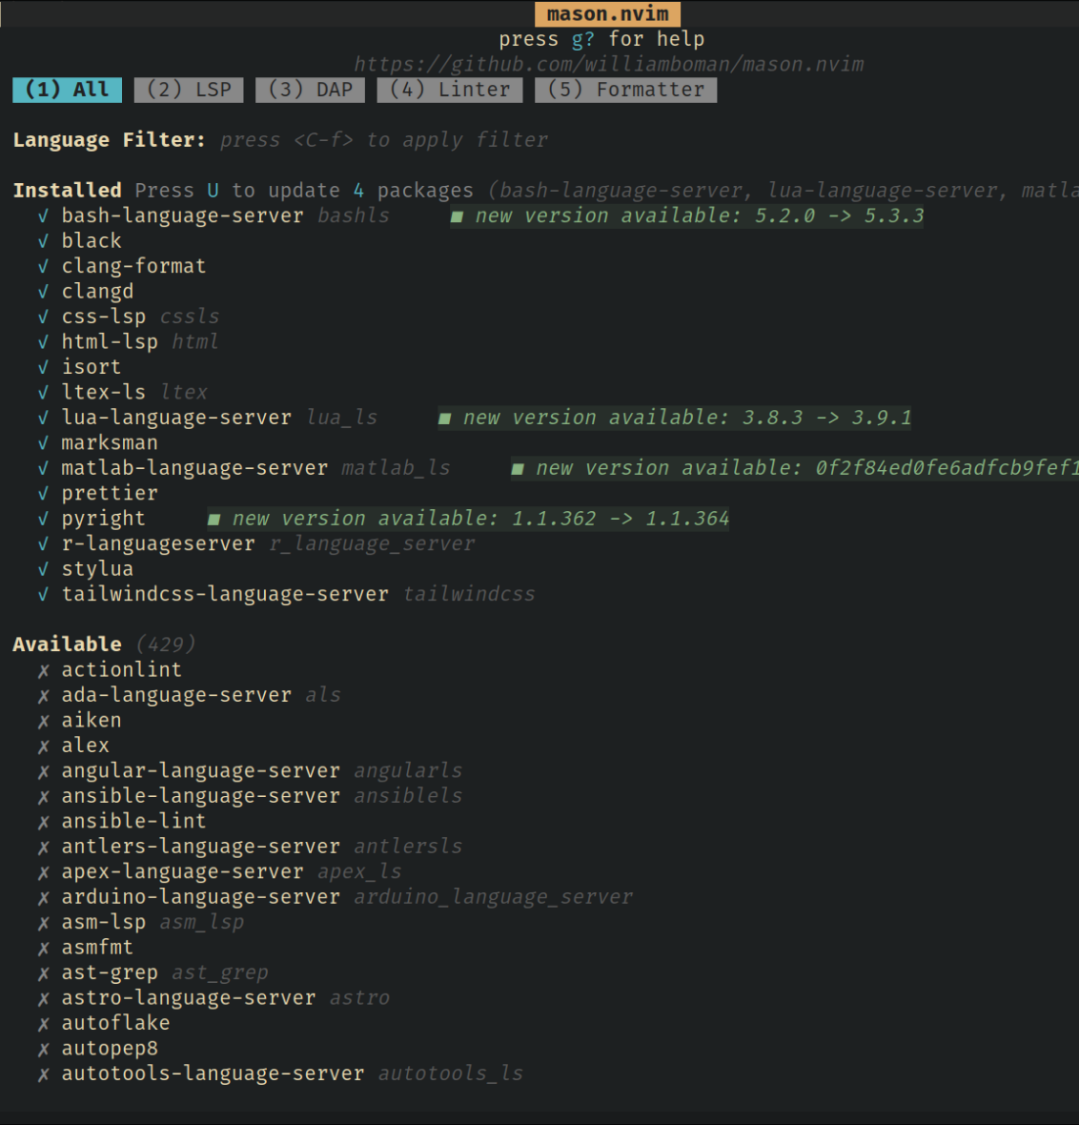 mason.nvim
press g? for help
https://github.com/williamboman/mason.nvim
(1) All (2) LSP (3) DAP (4) Linter (5) Formatter
Language Filter: press <C-f> to apply filter
Installed Press U to update 4 packages (bash-language-server, lua-language-server, matla
√ bash-language-server bashls ■ new version available: 5.2.0 -> 5.3.3
√ black
√ clang-format
√ clangd
√ css-lsp cssls
√ html-lsp html
√ isort
√ ltex-ls ltex
√ lua-language-server lua_ls ■ new version available: 3.8.3 -> 3.9.1
√ marksman
√ matlab-language-server matlab_ls ■ new version available: 0f2f84ed0fe6adfcb9fef1
√ prettier
√ pyright ■ new version available: 1.1.362 -> 1.1.364
√ r-languageserver r_language_server
√ stylua
√ tailwindcss-language-server tailwindcss
Available (429)
✗ actionlint
✗ ada-language-server als
✗ aiken
✗ alex
✗ angular-language-server angularls
✗ ansible-language-server ansiblels
✗ ansible-lint
✗ antlers-language-server antlersls
✗ apex-language-server apex_ls
✗ arduino-language-server arduino_language_server
✗ asm-lsp asm_lsp
✗ asmfmt
✗ ast-grep ast_grep
✗ astro-language-server astro
✗ autoflake
✗ autopep8
✗ autotools-language-server autotools_ls